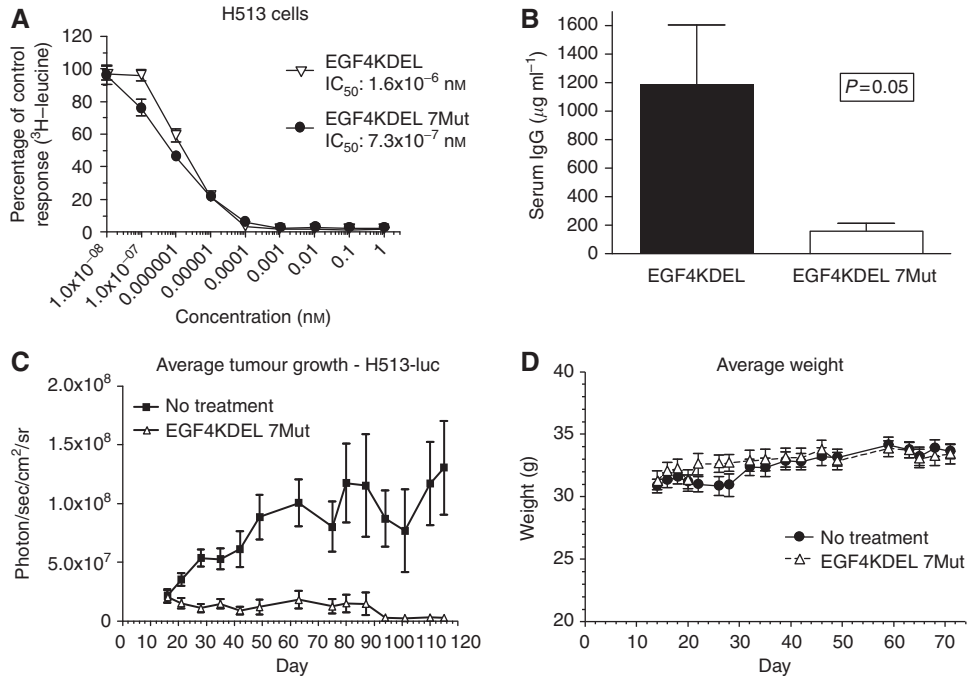 A
H513 cells
Percentage of control
response (³H–leucine)
120
100
80
60
40
20
0
1.0x10⁻⁰⁸
1.0x10⁻⁰⁷
0.000001
0.00001
0.0001
0.001
0.01
0.1
1
Concentration (nM)
EGF4KDEL
IC₅₀: 1.6x10⁻⁶ nM
EGF4KDEL 7Mut
IC₅₀: 7.3x10⁻⁷ nM
B
Serum IgG (µg ml⁻¹)
1600
1400
1200
1000
800
600
400
200
0
P=0.05
EGF4KDEL
EGF4KDEL 7Mut
C
Average tumour growth - H513-luc
Photon/sec/cm²/sr
2.0x10⁸
1.5x10⁸
1.0x10⁸
5.0x10⁷
0
No treatment
EGF4KDEL 7Mut
0 10 20 30 40 50 60 70 80 90 100 110 120
Day
D
Average weight
Weight (g)
40
35
30
25
20
No treatment
EGF4KDEL 7Mut
0 10 20 30 40 50 60 70
Day